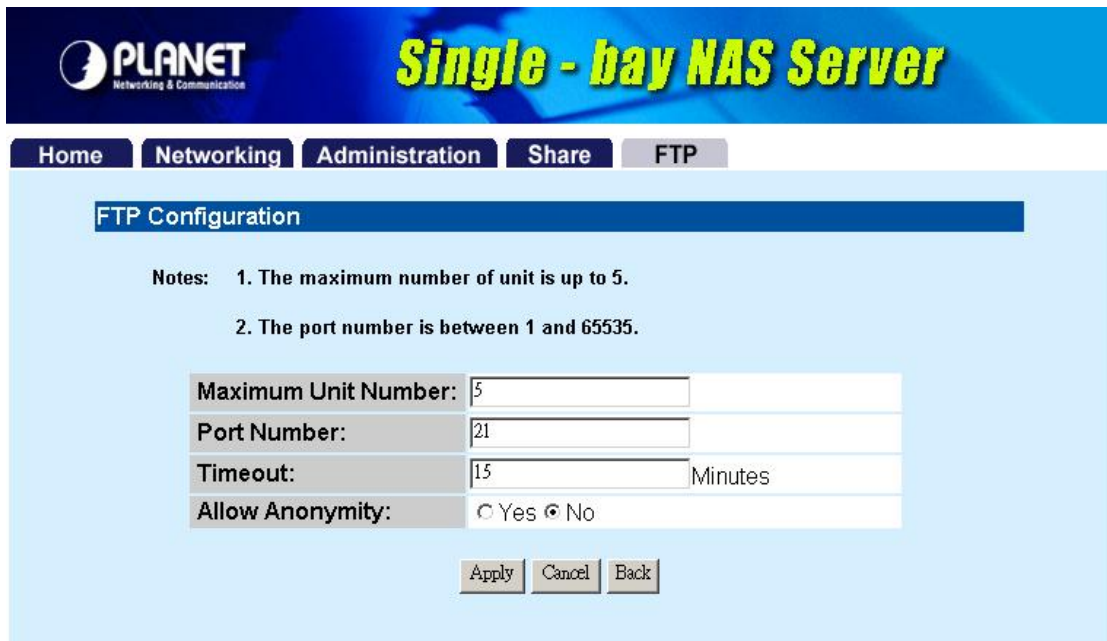 PLANET
Networking & Communication
Single - bay NAS Server
Home Networking Administration Share FTP
FTP Configuration
Notes: 1. The maximum number of unit is up to 5.
2. The port number is between 1 and 65535.
Maximum Unit Number: 5
Port Number: 21
Timeout: 15 Minutes
Allow Anonymity: Yes No
Apply Cancel Back